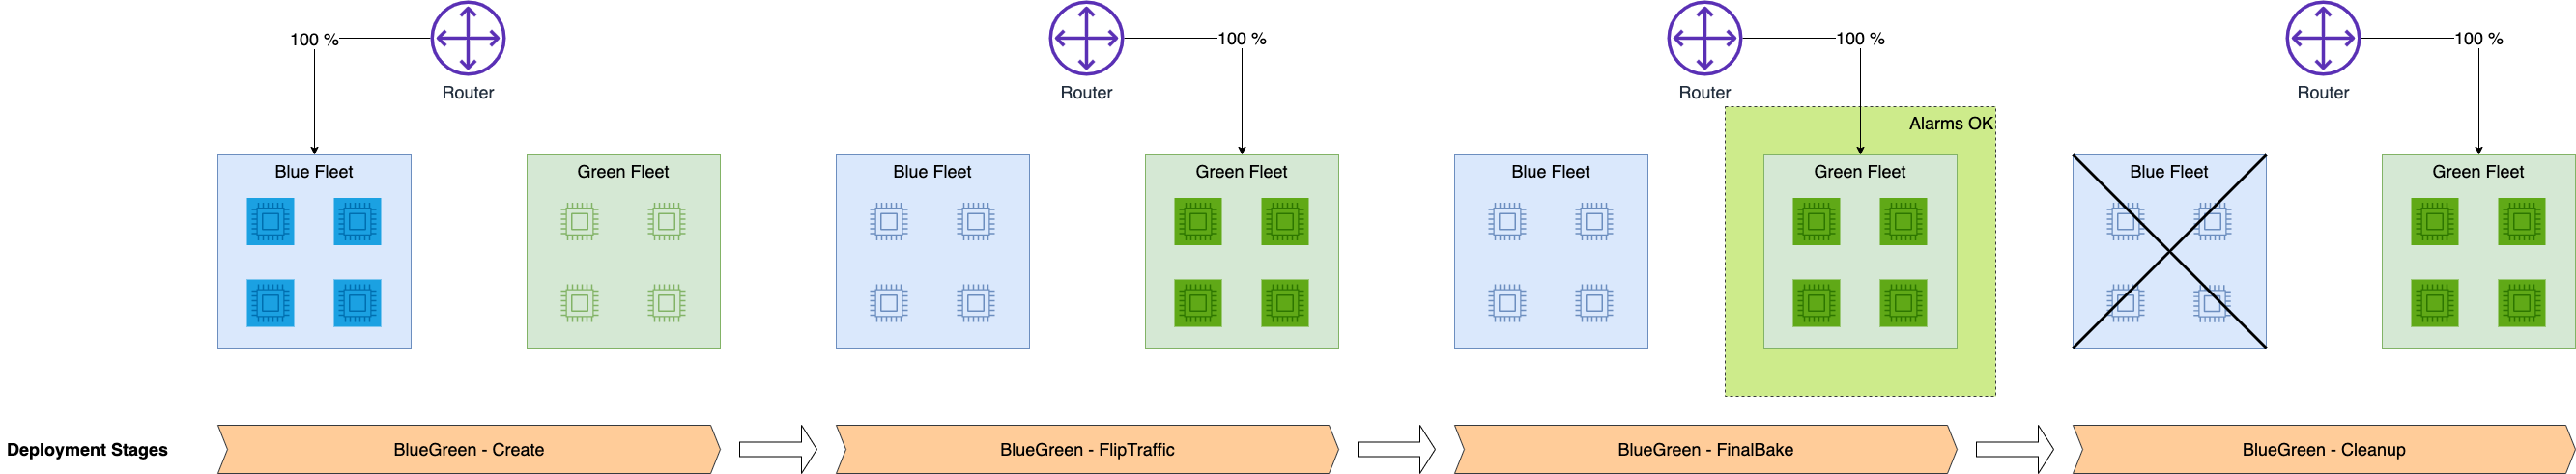 100 %
Router
Blue Fleet
Green Fleet
100 %
Router
Blue Fleet
Green Fleet
100 %
Router
Alarms OK
Blue Fleet
Green Fleet
100 %
Router
Blue Fleet
Green Fleet
Deployment Stages
BlueGreen - Create
BlueGreen - FlipTraffic
BlueGreen - FinalBake
BlueGreen - Cleanup